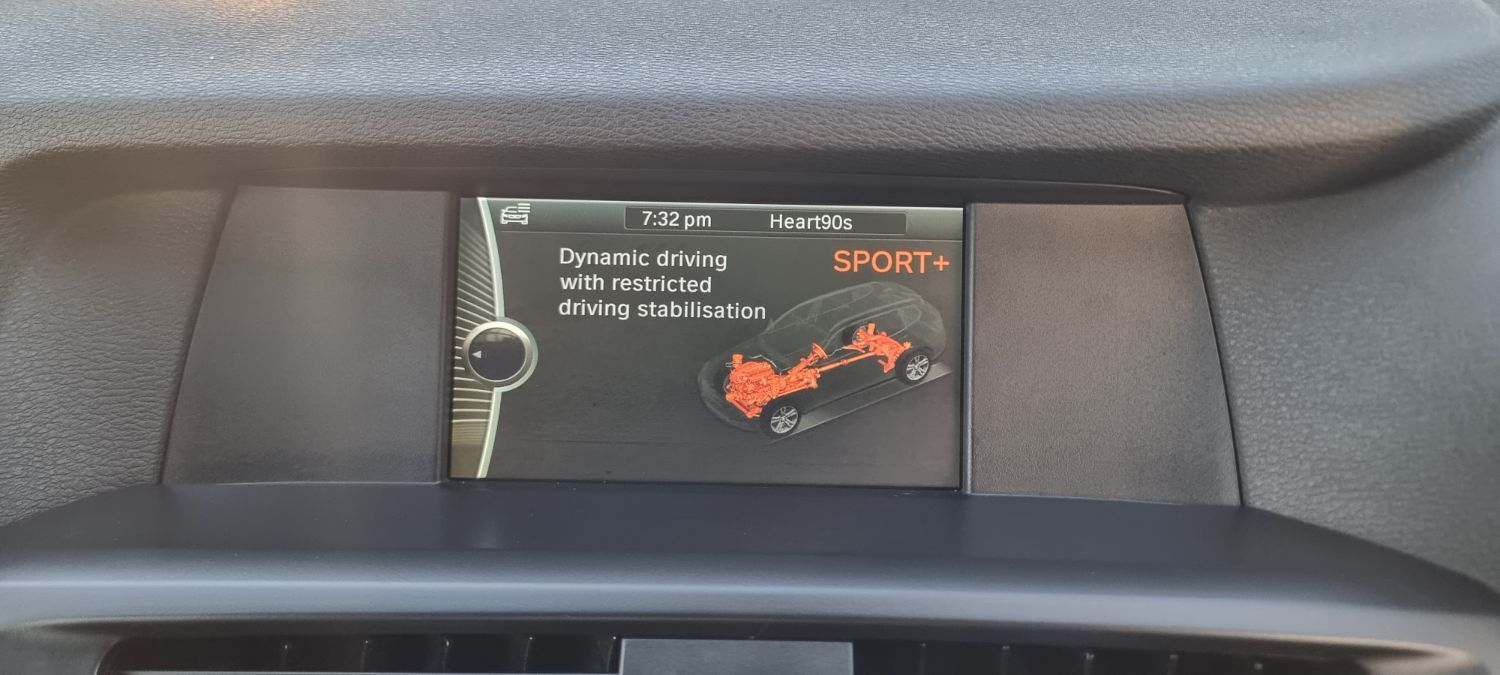 7:32 pm Heart90s
SPORT+
Dynamic driving
with restricted
driving stabilisation